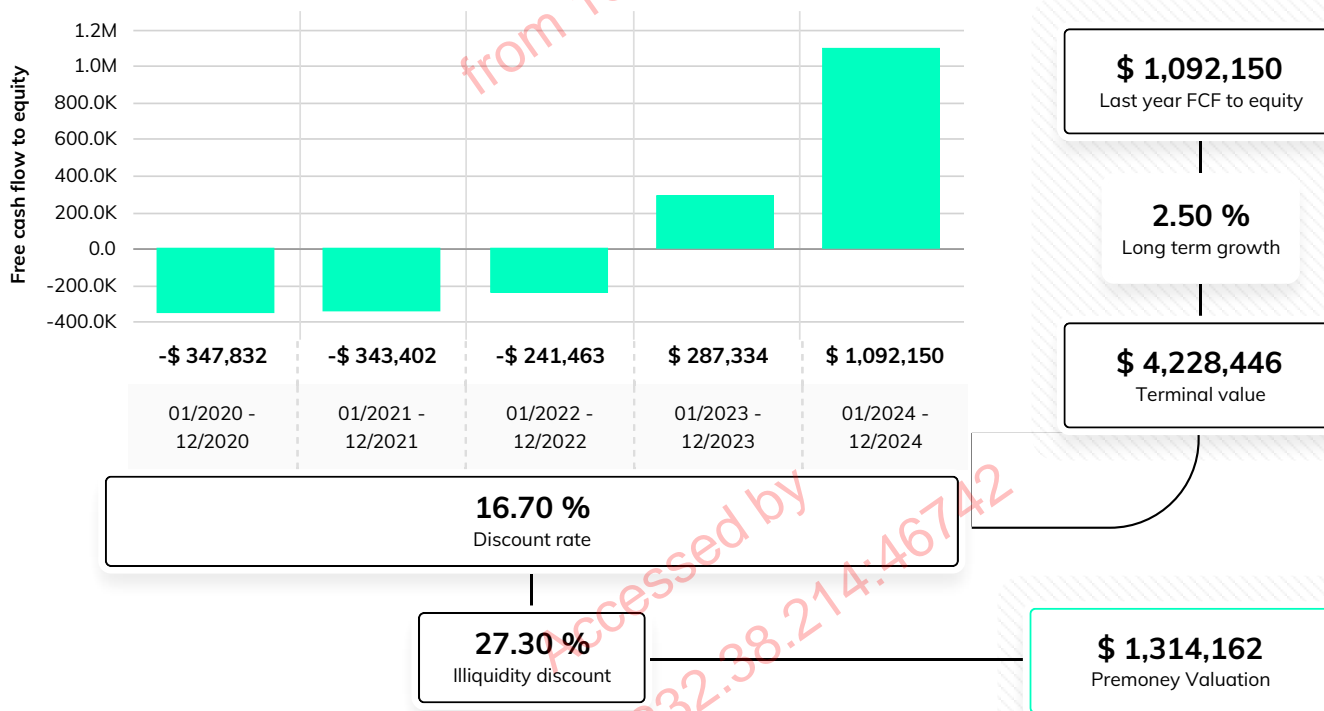 Free cash flow to equity
1.2M
1.0M
800.0K
600.0K
400.0K
200.0K
0.0
-200.0K
-400.0K
-$ 347,832
-$ 343,402
-$ 241,463
$ 287,334
$ 1,092,150
01/2020 -
12/2020
01/2021 -
12/2021
01/2022 -
12/2022
01/2023 -
12/2023
01/2024 -
12/2024
16.70 %
Discount rate
27.30 %
Illiquidity discount
$ 1,092,150
Last year FCF to equity
2.50 %
Long term growth
$ 4,228,446
Terminal value
$ 1,314,162
Premoney Valuation
from
Accessed by
232.38.214:46742